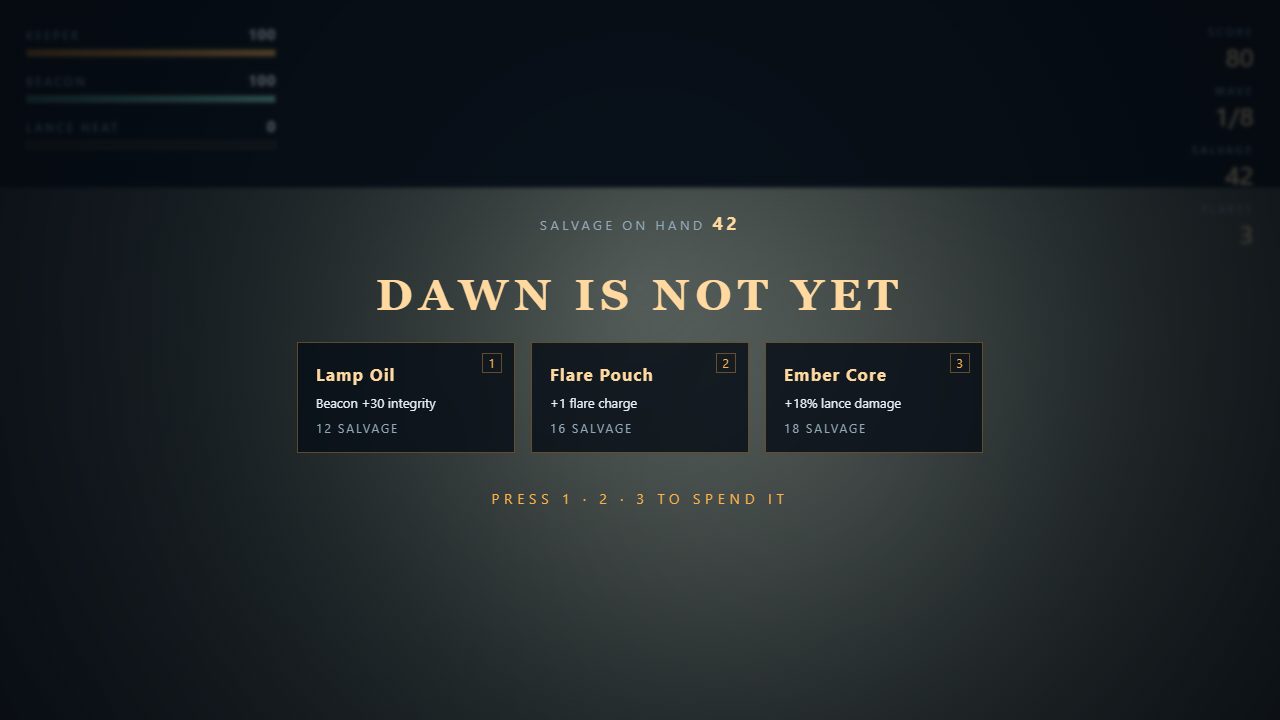 KEEPER 100
BEACON 100
LANCE HEAT 0
SCORE
80
WAVE
1/8
SALVAGE
42
FLARES
3
SALVAGE ON HAND 42
DAWN IS NOT YET
1
Lamp Oil
Beacon +30 integrity
12 SALVAGE
2
Flare Pouch
+1 flare charge
16 SALVAGE
3
Ember Core
+18% lance damage
18 SALVAGE
PRESS 1 · 2 · 3 TO SPEND IT